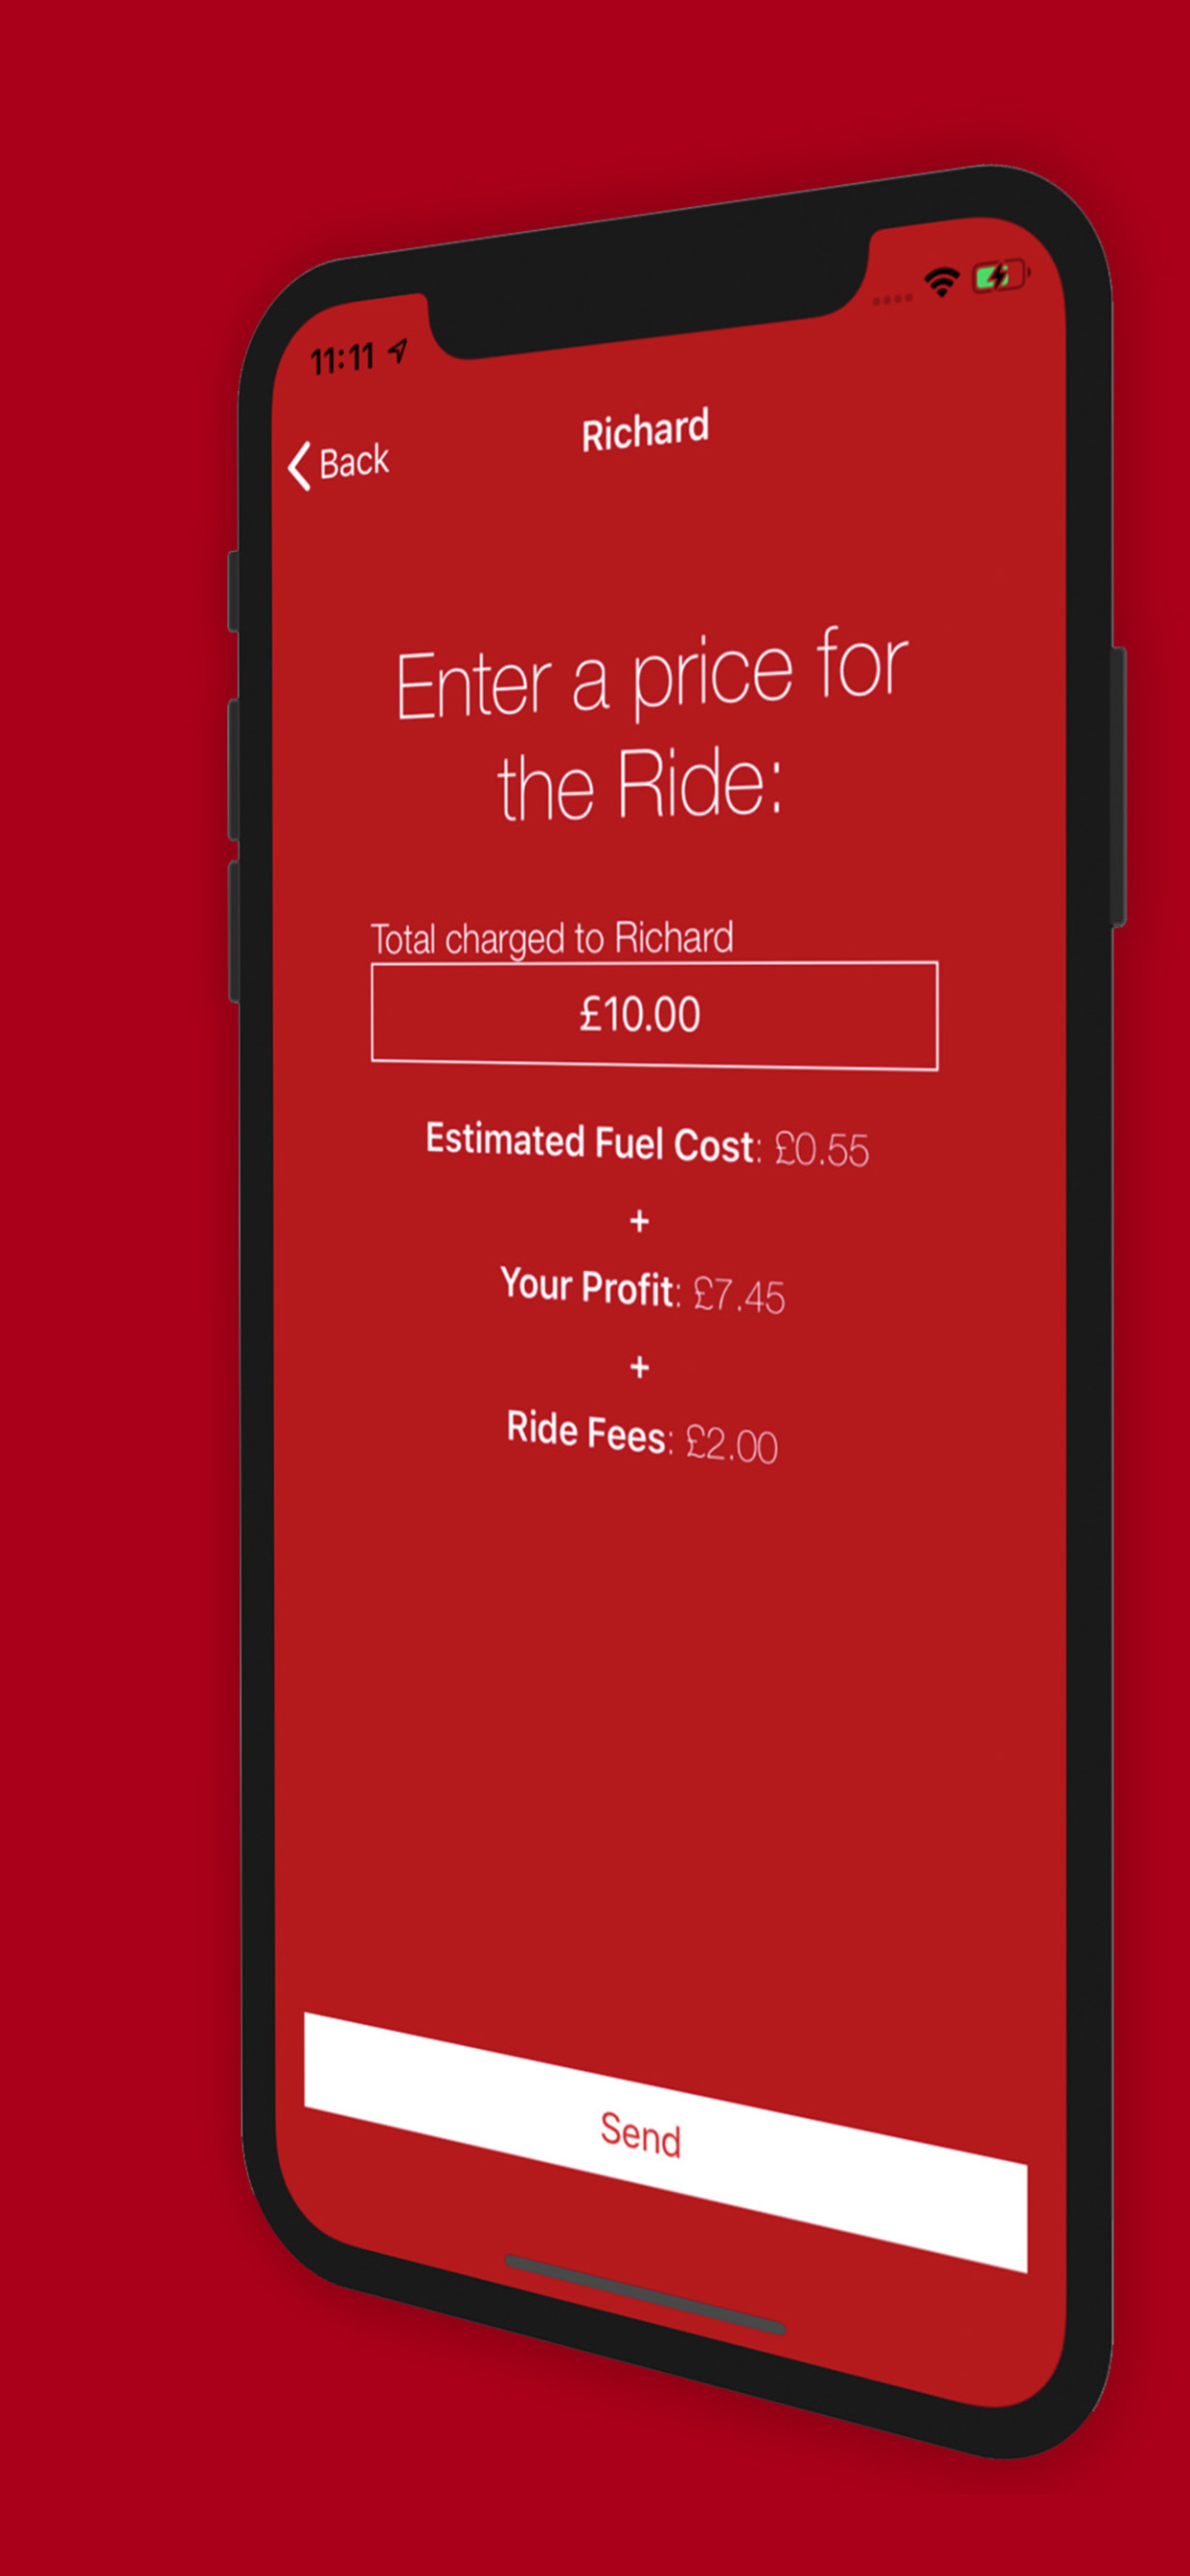 11:11
Back
Richard
Enter a price for
the Ride:
Total charged to Richard
£10.00
Estimated Fuel Cost: £0.55
+
Your Profit: £7.45
+
Ride Fees: £2.00
Send